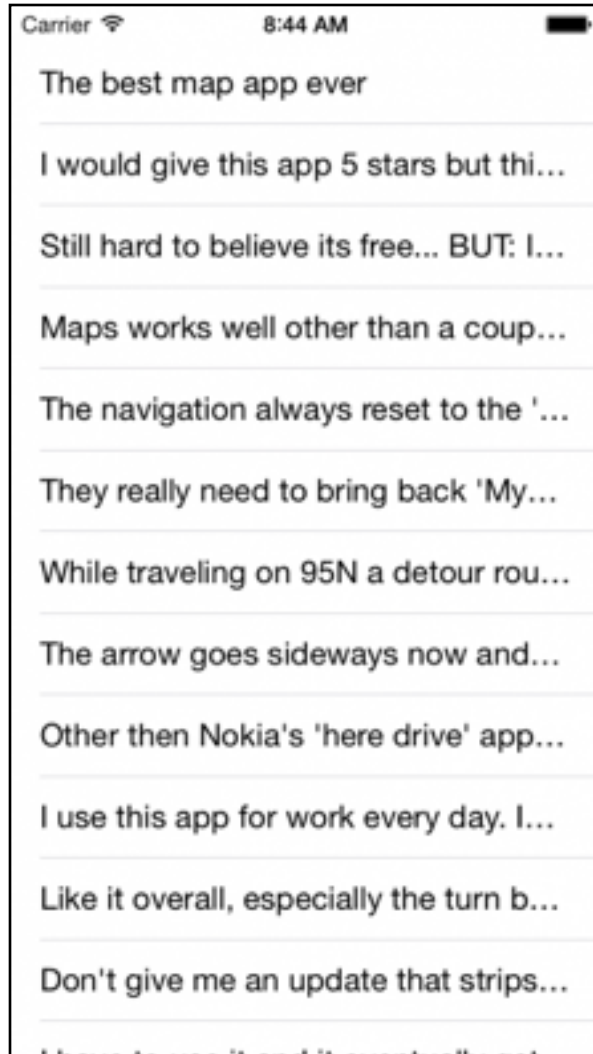 Carrier
8:44 AM
The best map app ever
I would give this app 5 stars but thi...
Still hard to believe its free... BUT: I...
Maps works well other than a coup...
The navigation always reset to the '...
They really need to bring back 'My...
While traveling on 95N a detour rou...
The arrow goes sideways now and...
Other then Nokia's 'here drive' app...
I use this app for work every day. I...
Like it overall, especially the turn b...
Don't give me an update that strips...